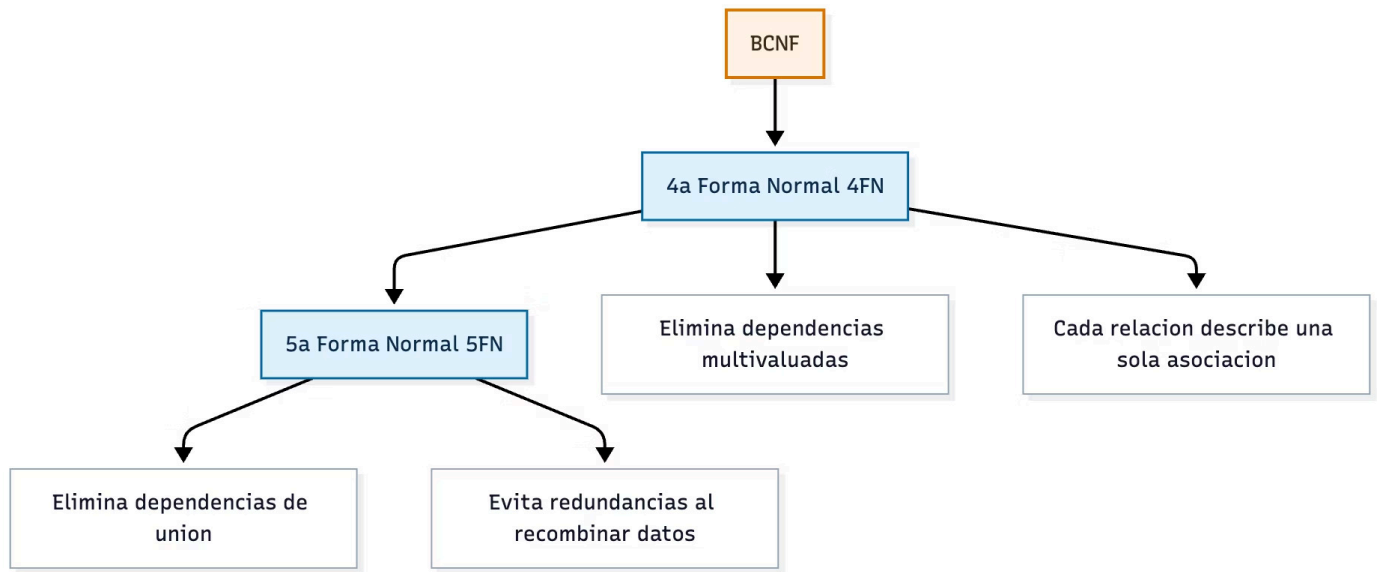 BCNF
4a Forma Normal 4FN
5a Forma Normal 5FN
Elimina dependencias
multivaluadas
Cada relacion describe una
sola asociacion
Elimina dependencias de
union
Evita redundancias al
recombinar datos